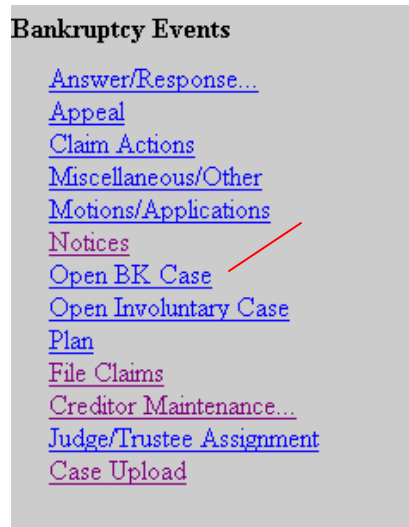 Bankruptcy Events
Answer/Response...
Appeal
Claim Actions
Miscellaneous/Other
Motions/Applications
Notices
Open BK Case
Open Involuntary Case
Plan
File Claims
Creditor Maintenance...
Judge/Trustee Assignment
Case Upload